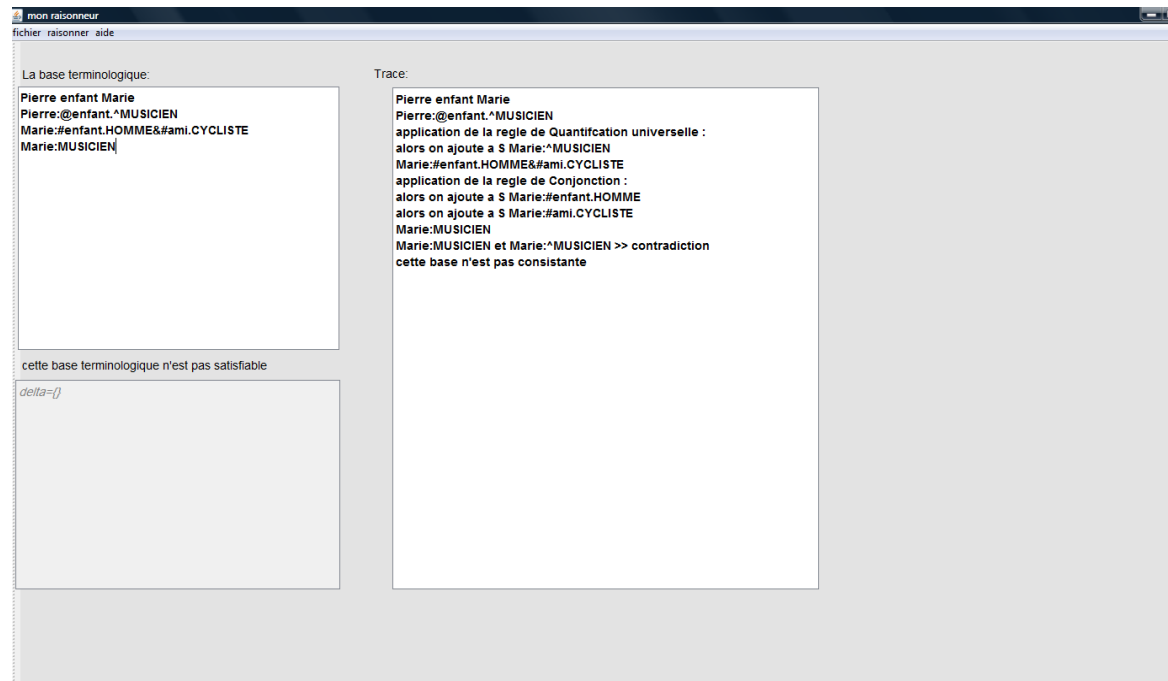 mon raisonneur
fichier raisonner aide
La base terminologique:
Pierre enfant Marie
Pierre:@enfant.^MUSICIEN
Marie:#enfant.HOMME&#ami.CYCLISTE
Marie:MUSICIEN
cette base terminologique n'est pas satisfiable
delta={}
Trace:
Pierre enfant Marie
Pierre:@enfant.^MUSICIEN
application de la regle de Quantifcation universelle :
alors on ajoute a S Marie:^MUSICIEN
Marie:#enfant.HOMME&#ami.CYCLISTE
application de la regle de Conjonction :
alors on ajoute a S Marie:#enfant.HOMME
alors on ajoute a S Marie:#ami.CYCLISTE
Marie:MUSICIEN
Marie:MUSICIEN et Marie:^MUSICIEN >> contradiction
cette base n'est pas consistante